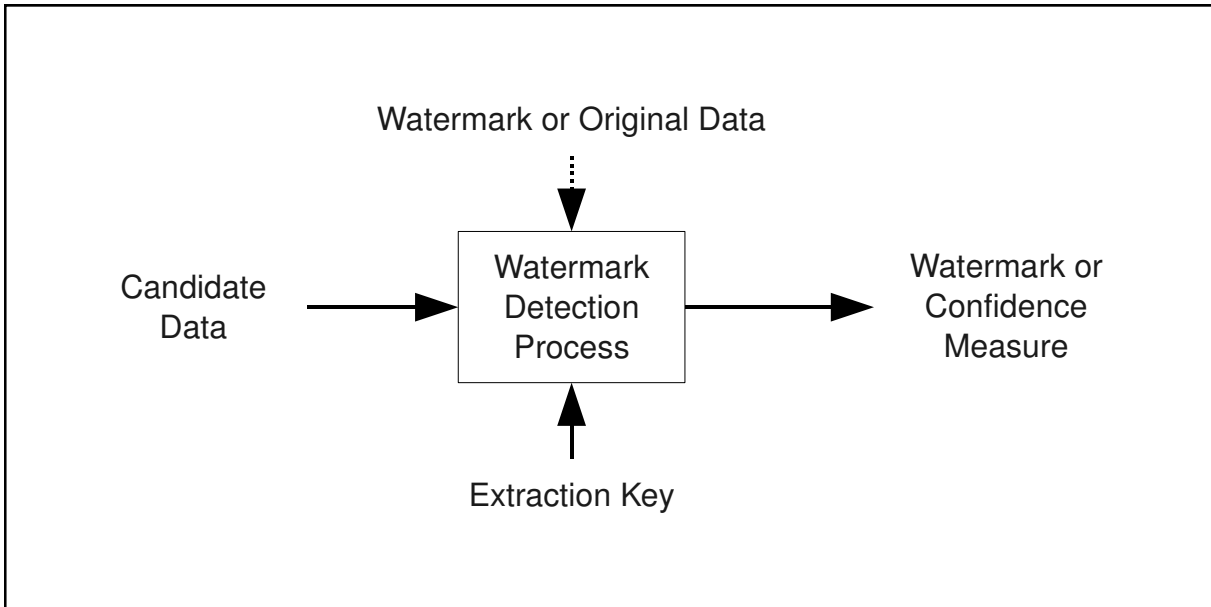 Watermark or Original Data
Candidate
Data
Watermark
Detection
Process
Watermark or
Confidence
Measure
Extraction Key